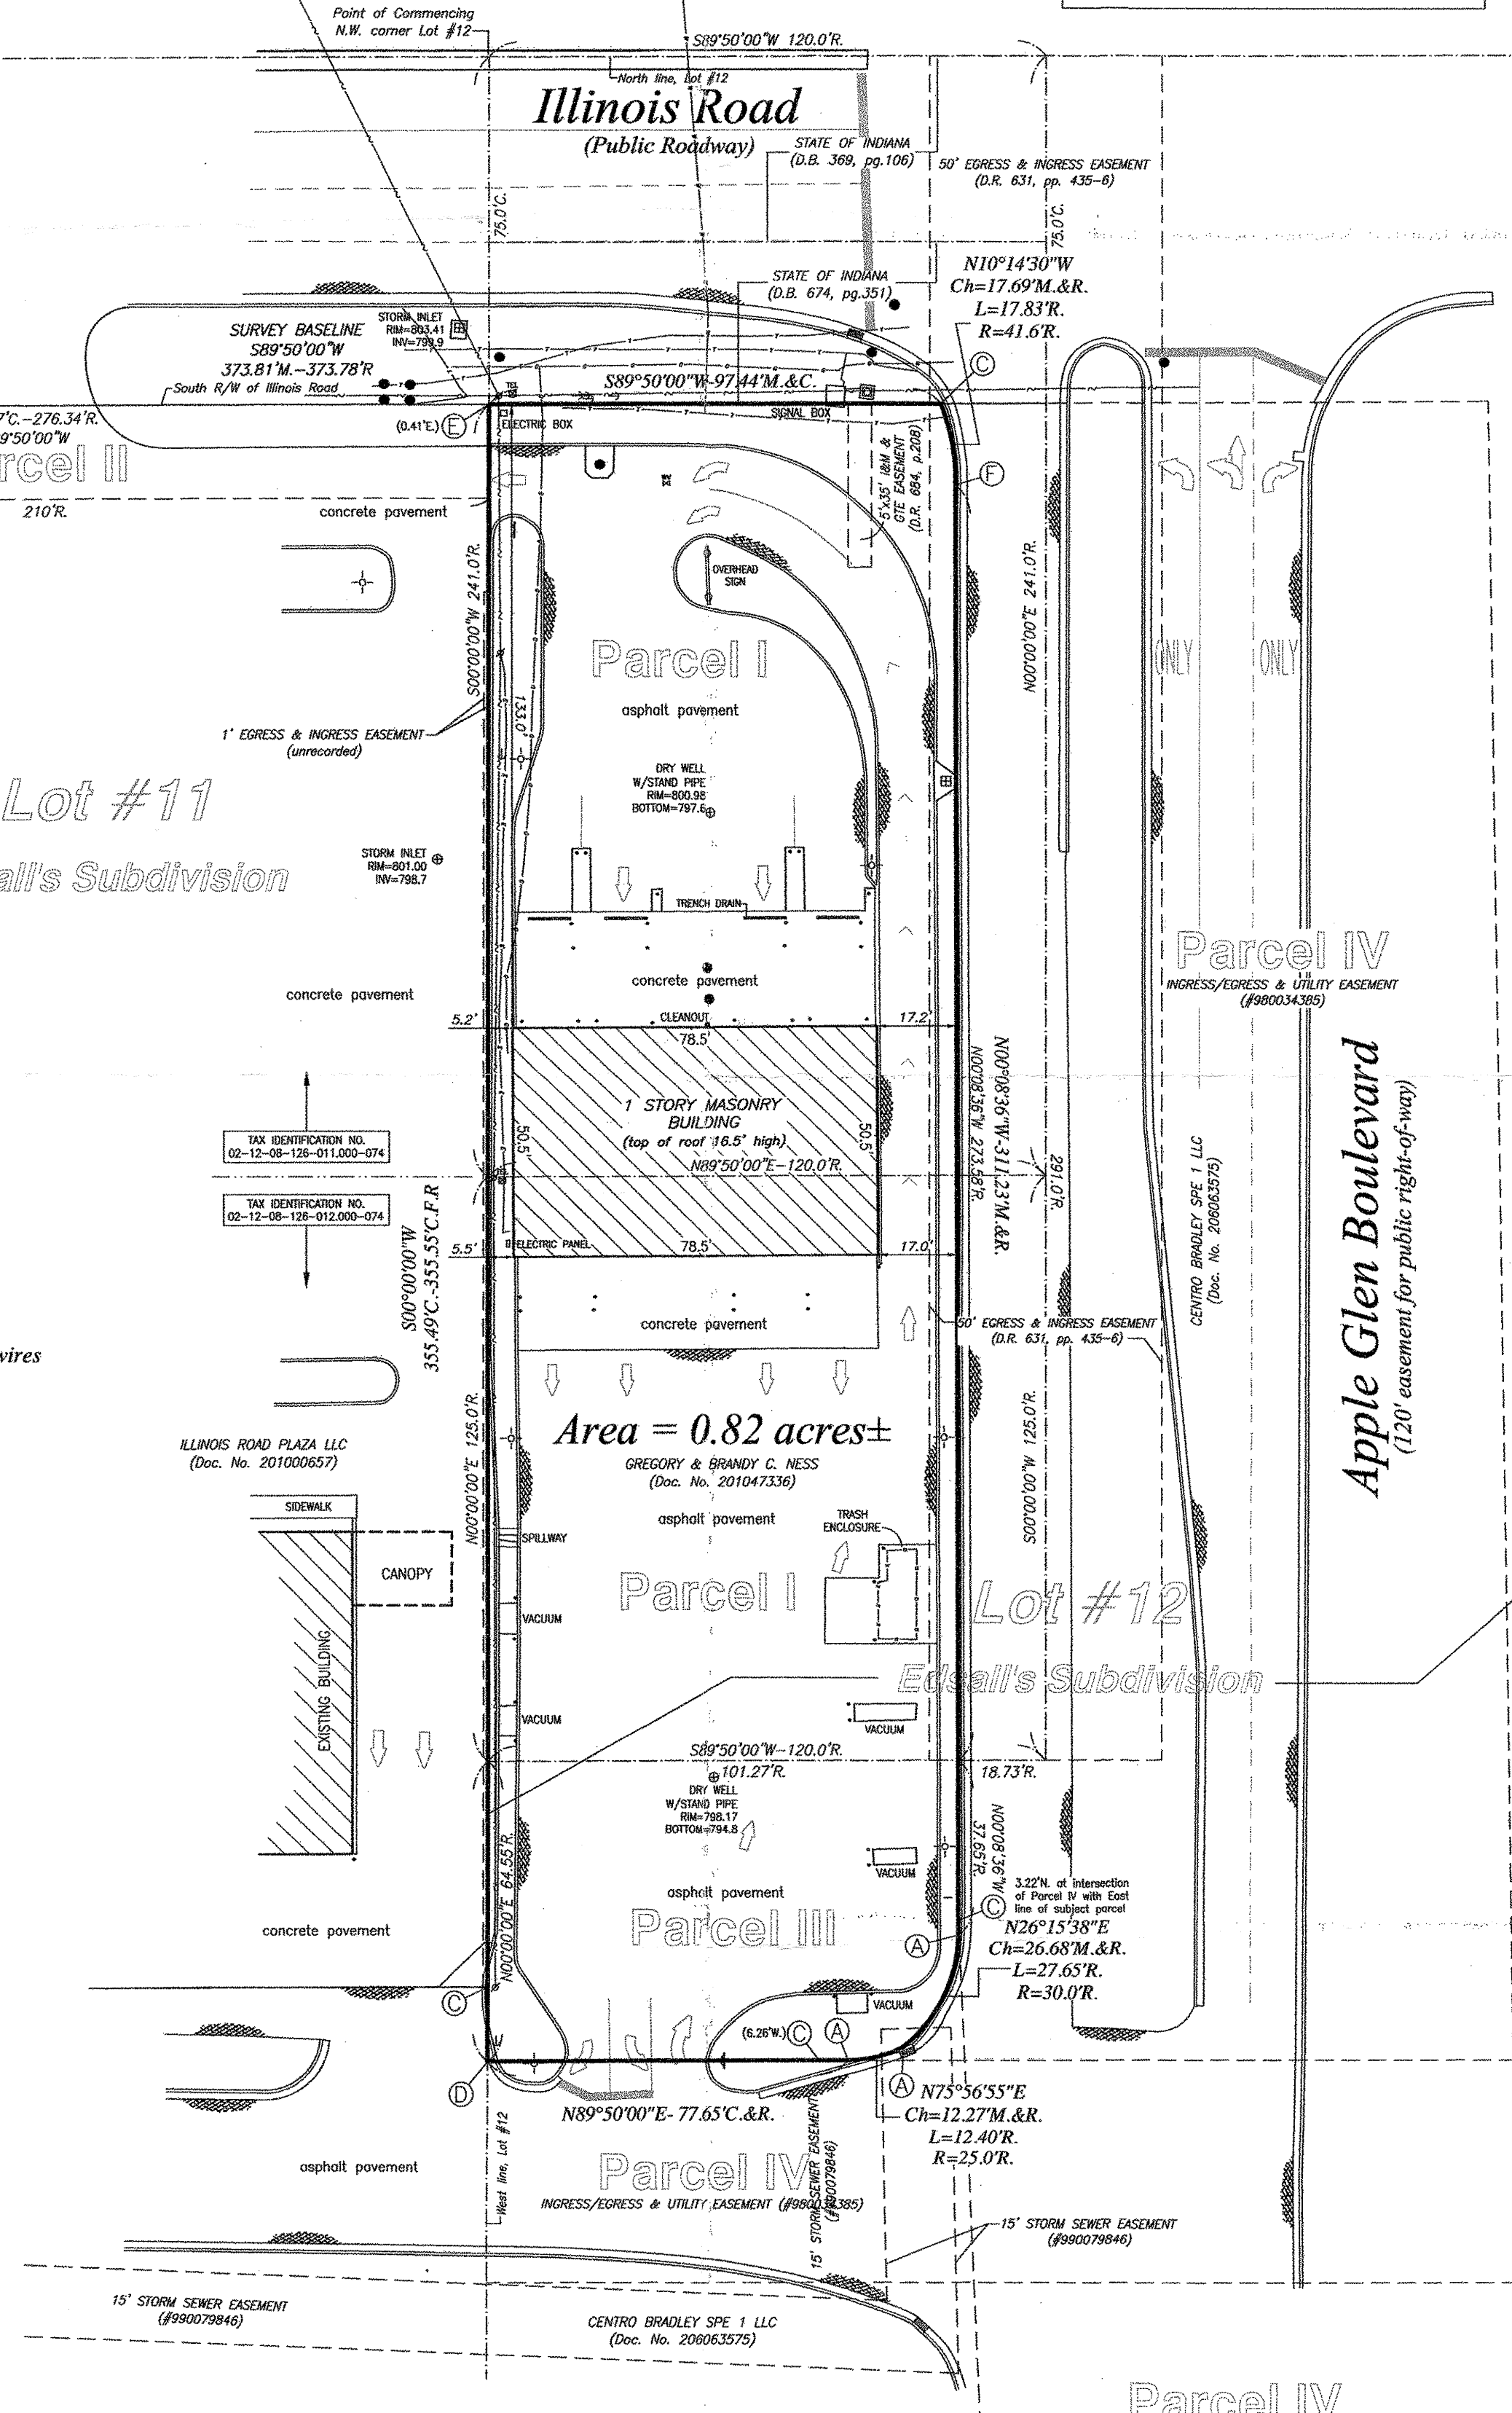 Point of Commencing
N.W. corner Lot #12
S89°50'00"W 120.0'R.
North line, Lot #12
Illinois Road
(Public Roadway)
STATE OF INDIANA
(D.B. 369, pg.106)
50' EGRESS & INGRESS EASEMENT
(D.R. 631, pp. 435-6)
75.0'C.
75.0'C.
STATE OF INDIANA
(D.B. 674, pg.351)
N10°14'30"W
Ch=17.69'M.&R.
L=17.83'R.
R=41.6'R.
SURVEY BASELINE
S89°50'00"W
373.81'M.-373.78'R
South R/W of Illinois Road
STORM INLET
RIM=803.41
INV=799.9
S89°50'00"W-97.44'M.&C.
C
7'C.-276.34'R.
9°50'00"W
rcel II
210'R.
(0.41'E.) E
ELECTRIC BOX
SIGNAL BOX
5'x35' I&M &
GTE EASEMENT
(D.R. 684, p.208)
F
concrete pavement
S00°00'00"W 241.0'R.
OVERHEAD
SIGN
N00°00'00"E 241.0'R.
ONLY
ONLY
Parcel I
asphalt pavement
133.0'
1' EGRESS & INGRESS EASEMENT
(unrecorded)
DRY WELL
W/STAND PIPE
RIM=800.98
BOTTOM=797.6
Lot #11
all's Subdivision
STORM INLET
RIM=801.00
INV=798.7
TRENCH DRAIN
concrete pavement
concrete pavement
Parcel IV
INGRESS/EGRESS & UTILITY EASEMENT
(#980034385)
5.2'
CLEANOUT
78.5'
17.2'
1 STORY MASONRY
BUILDING
(top of roof 16.5' high)
50.5'
50.5'
N89°50'00"E-120.0'R.
N00°08'36"W 273.58'R.
N00°08'36"W-311.23'M.&R.
291.0'R.
TAX IDENTIFICATION NO.
02-12-08-126-011.000-074
TAX IDENTIFICATION NO.
02-12-08-126-012.000-074
CENTRO BRADLEY SPE 1 LLC
(Doc. No. 206063575)
Apple Glen Boulevard
(120' easement for public right-of-way)
S00°00'00"W
355.49'C.-355.55'C.F.R
5.5'
ELECTRIC PANEL
78.5'
17.0'
concrete pavement
50' EGRESS & INGRESS EASEMENT
(D.R. 631, pp. 435-6)
wires
Area = 0.82 acres±
GREGORY & BRANDY C. NESS
(Doc. No. 201047336)
N00°00'00"E 125.0'R.
S00°00'00"W 125.0'R.
ILLINOIS ROAD PLAZA LLC
(Doc. No. 201000657)
SIDEWALK
CANOPY
EXISTING BUILDING
asphalt pavement
TRASH
ENCLOSURE
SPILLWAY
Parcel I
Lot #12
Edsall's Subdivision
VACUUM
VACUUM
VACUUM
S89°50'00"W-120.0'R.
101.27'R.
18.73'R.
DRY WELL
W/STAND PIPE
RIM=798.17
BOTTOM=794.8
N00°08'36"W
37.65'R.
VACUUM
N00°00'00"E 64.55'R.
asphalt pavement
Parcel III
concrete pavement
3.22'N. at intersection
of Parcel IV with East
line of subject parcel
C
A
N26°15'38"E
Ch=26.68'M.&R.
L=27.65'R.
R=30.0'R.
C
VACUUM
(6.26'W.) C A
D
A
N75°56'55"E
Ch=12.27'M.&R.
L=12.40'R.
R=25.0'R.
N89°50'00"E- 77.65'C.&R.
West line, Lot #12
15' STORM SEWER EASEMENT
(#990079846)
asphalt pavement
Parcel IV
INGRESS/EGRESS & UTILITY EASEMENT (#980034385)
15' STORM SEWER EASEMENT
(#990079846)
15' STORM SEWER EASEMENT
(#990079846)
CENTRO BRADLEY SPE 1 LLC
(Doc. No. 206063575)
Parcel IV